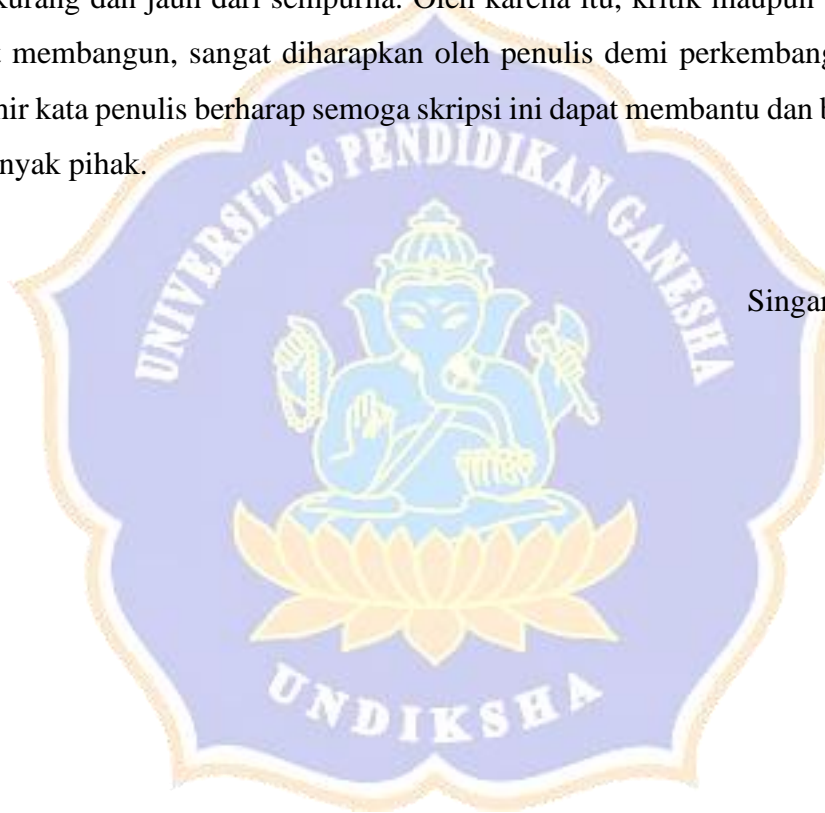 kurang dan jauh dari sempurna. Oleh karena itu, kritik maupun
membangun, sangat diharapkan oleh penulis demi perkembang
hir kata penulis berharap semoga skripsi ini dapat membantu dan b
nyak pihak.
UNIVERSITAS PENDIDIKAN GANESHA
Singar
UNDIKSHA